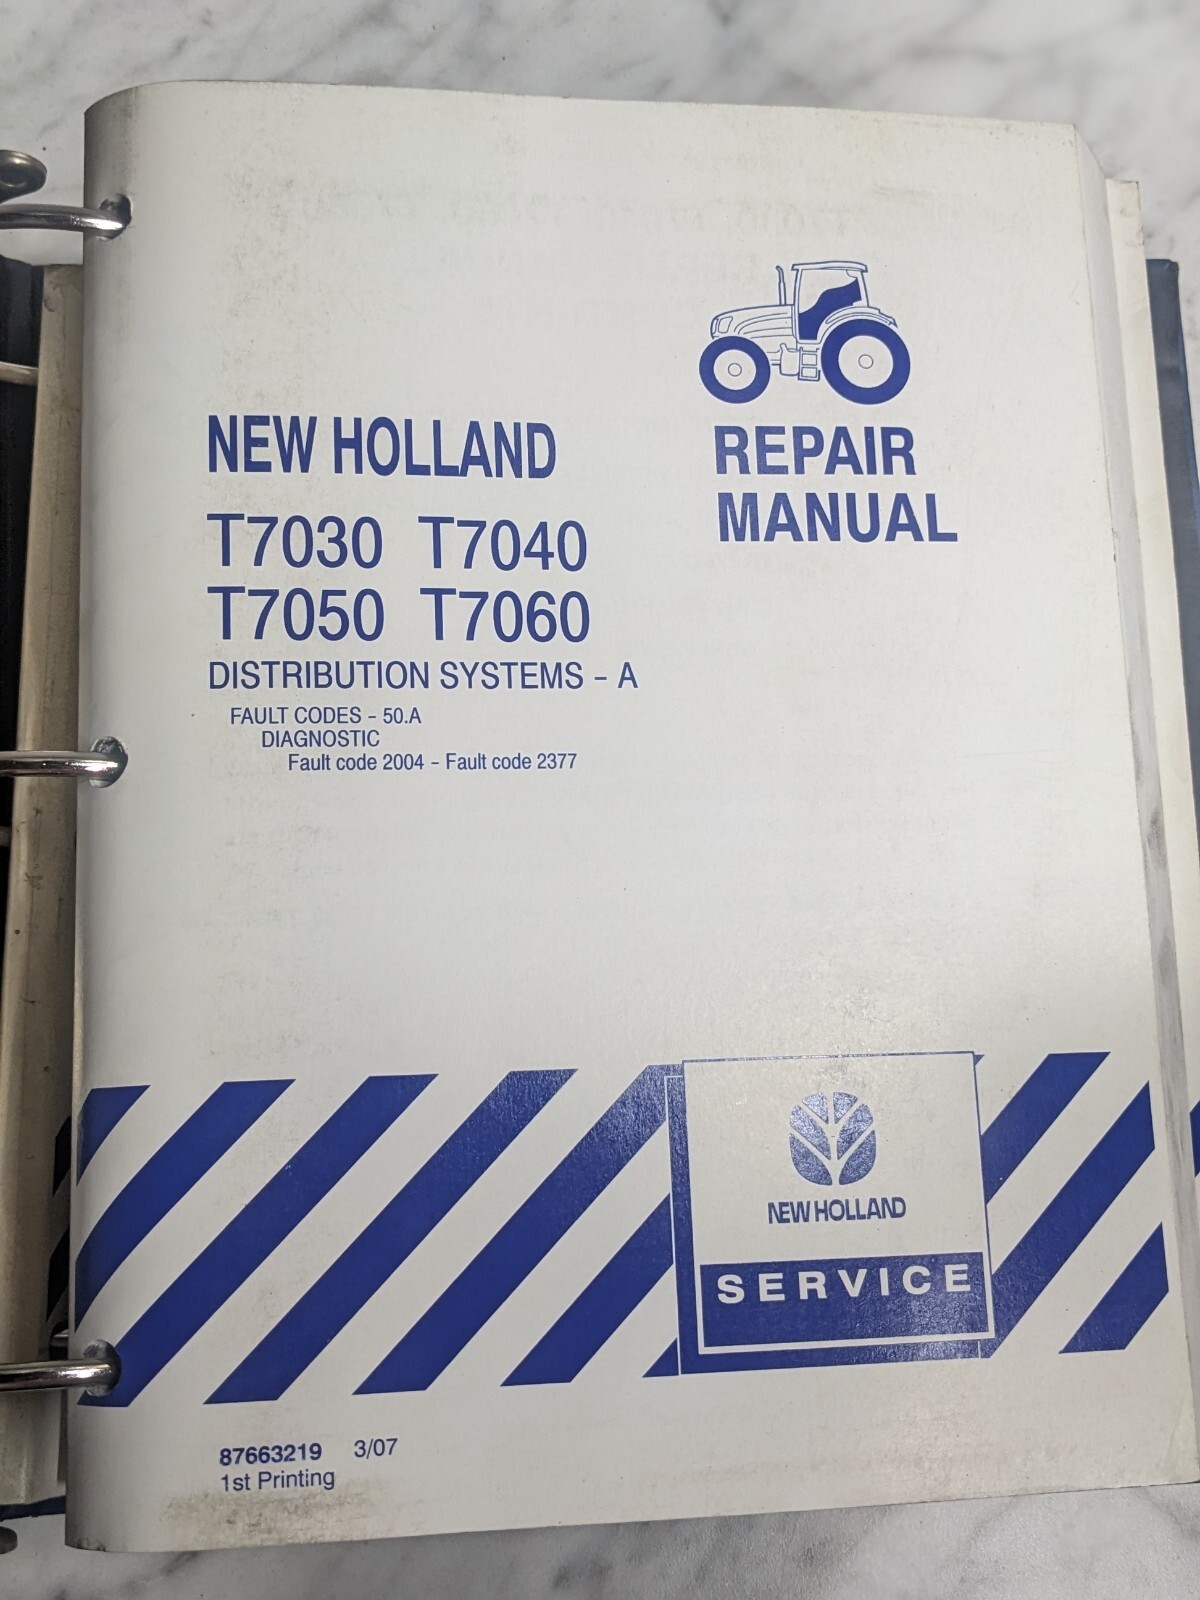 NEW HOLLAND
T7030 T7040
T7050 T7060
DISTRIBUTION SYSTEMS - A
FAULT CODES - 50.A
DIAGNOSTIC
Fault code 2004 - Fault code 2377
REPAIR
MANUAL
NEW HOLLAND
SERVICE
87663219 3/07
1st Printing